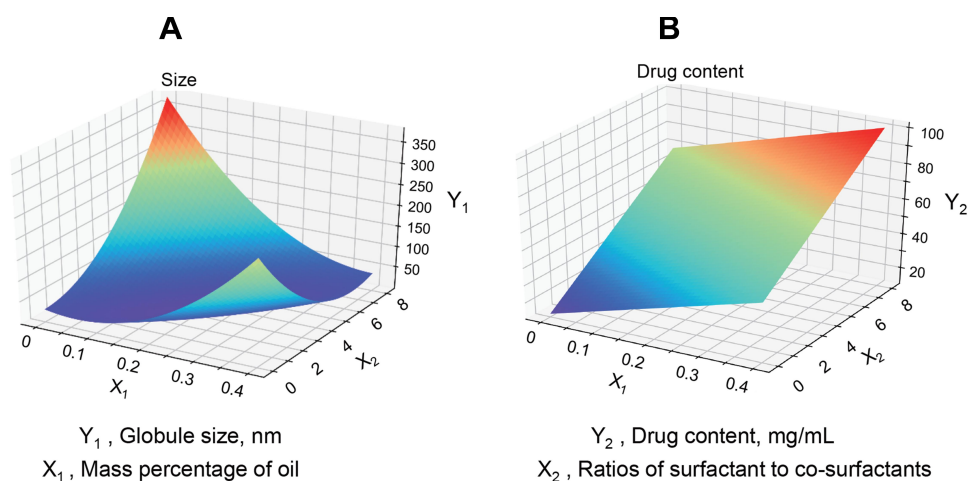 A
B
Size
Drug content
350
300
250
200
150
100
50
Y1
0
0.1
0.2
0.3
0.4
X1
0
2
4
6
8
X2
100
80
60
40
20
Y2
0
0.1
0.2
0.3
0.4
X1
0
2
4
6
8
X2
Y1 , Globule size, nm
X1 , Mass percentage of oil
Y2 , Drug content, mg/mL
X2 , Ratios of surfactant to co-surfactants